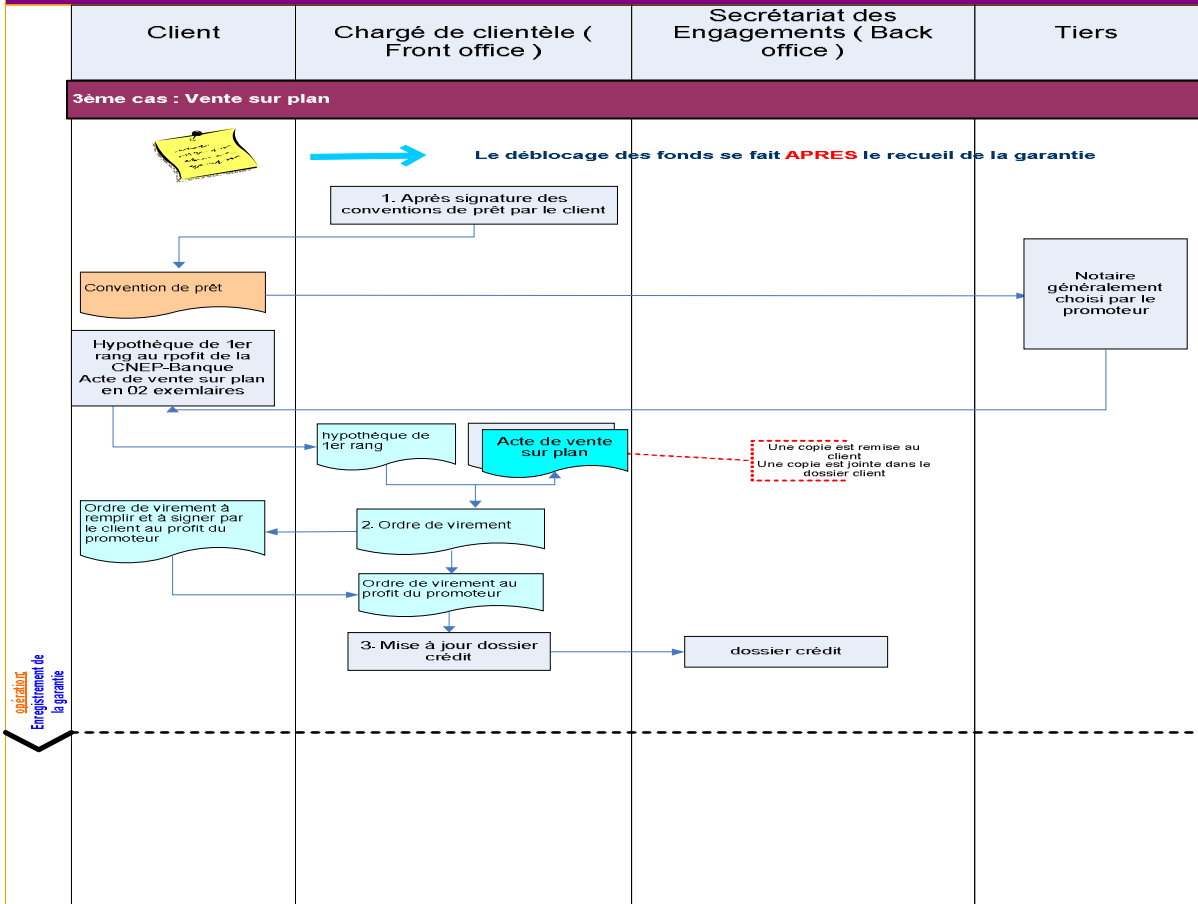 Client
Chargé de clientèle (
Front office )
Secrétariat des
Engagements ( Back
office )
Tiers
3ème cas : Vente sur plan
Le déblocage des fonds se fait APRES le recueil de la garantie
1. Après signature des
conventions de prêt par le client
Convention de prêt
Notaire
généralement
choisi par le
promoteur
Hypothèque de 1er
rang au rpofit de la
CNEP-Banque
Acte de vente sur plan
en 02 exemlaires
hypothèque de
1er rang
Acte de vente
sur plan
Une copie est remise au
client
Une copie est jointe dans le
dossier client
Ordre de virement à
remplir et à signer par
le client au profit du
promoteur
2. Ordre de virement
Ordre de virement au
profit du promoteur
3. Mise à jour dossier
crédit
dossier crédit
opération:
Enregistrement de
la garantie